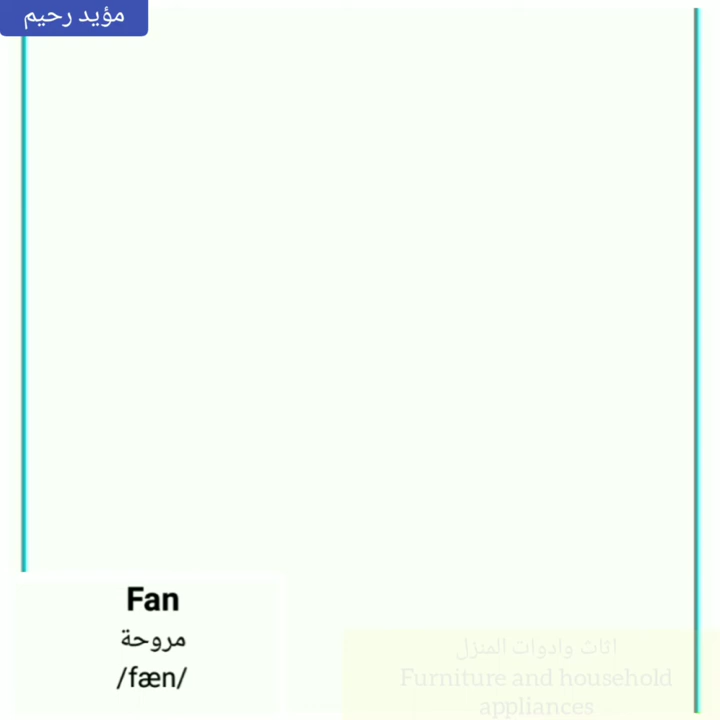 مؤيد رحيم
Fan
مروحة
/fæn/
اثاث وادوات المنزل
Furniture and household
appliances